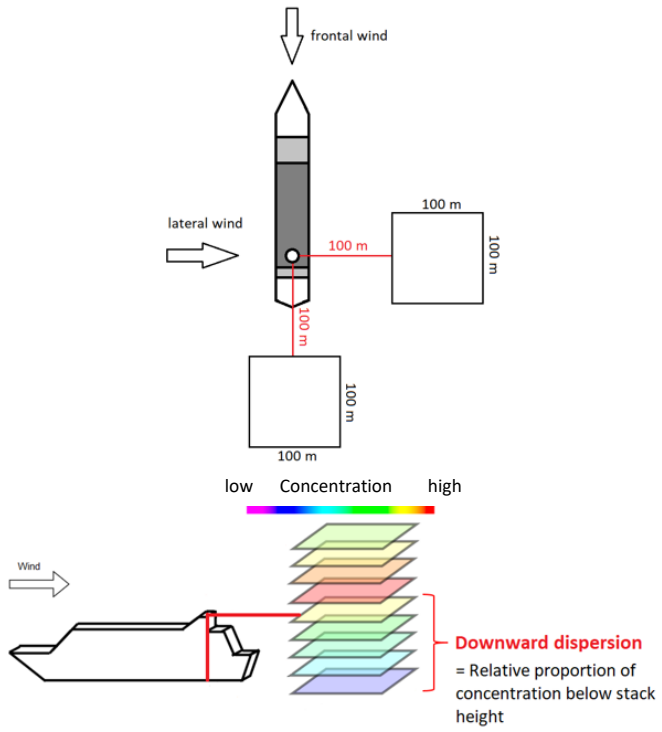 frontal wind
lateral wind
100 m
100 m
100 m
100 m
100 m
100 m
low Concentration high
Wind
Downward dispersion
= Relative proportion of
concentration below stack
height